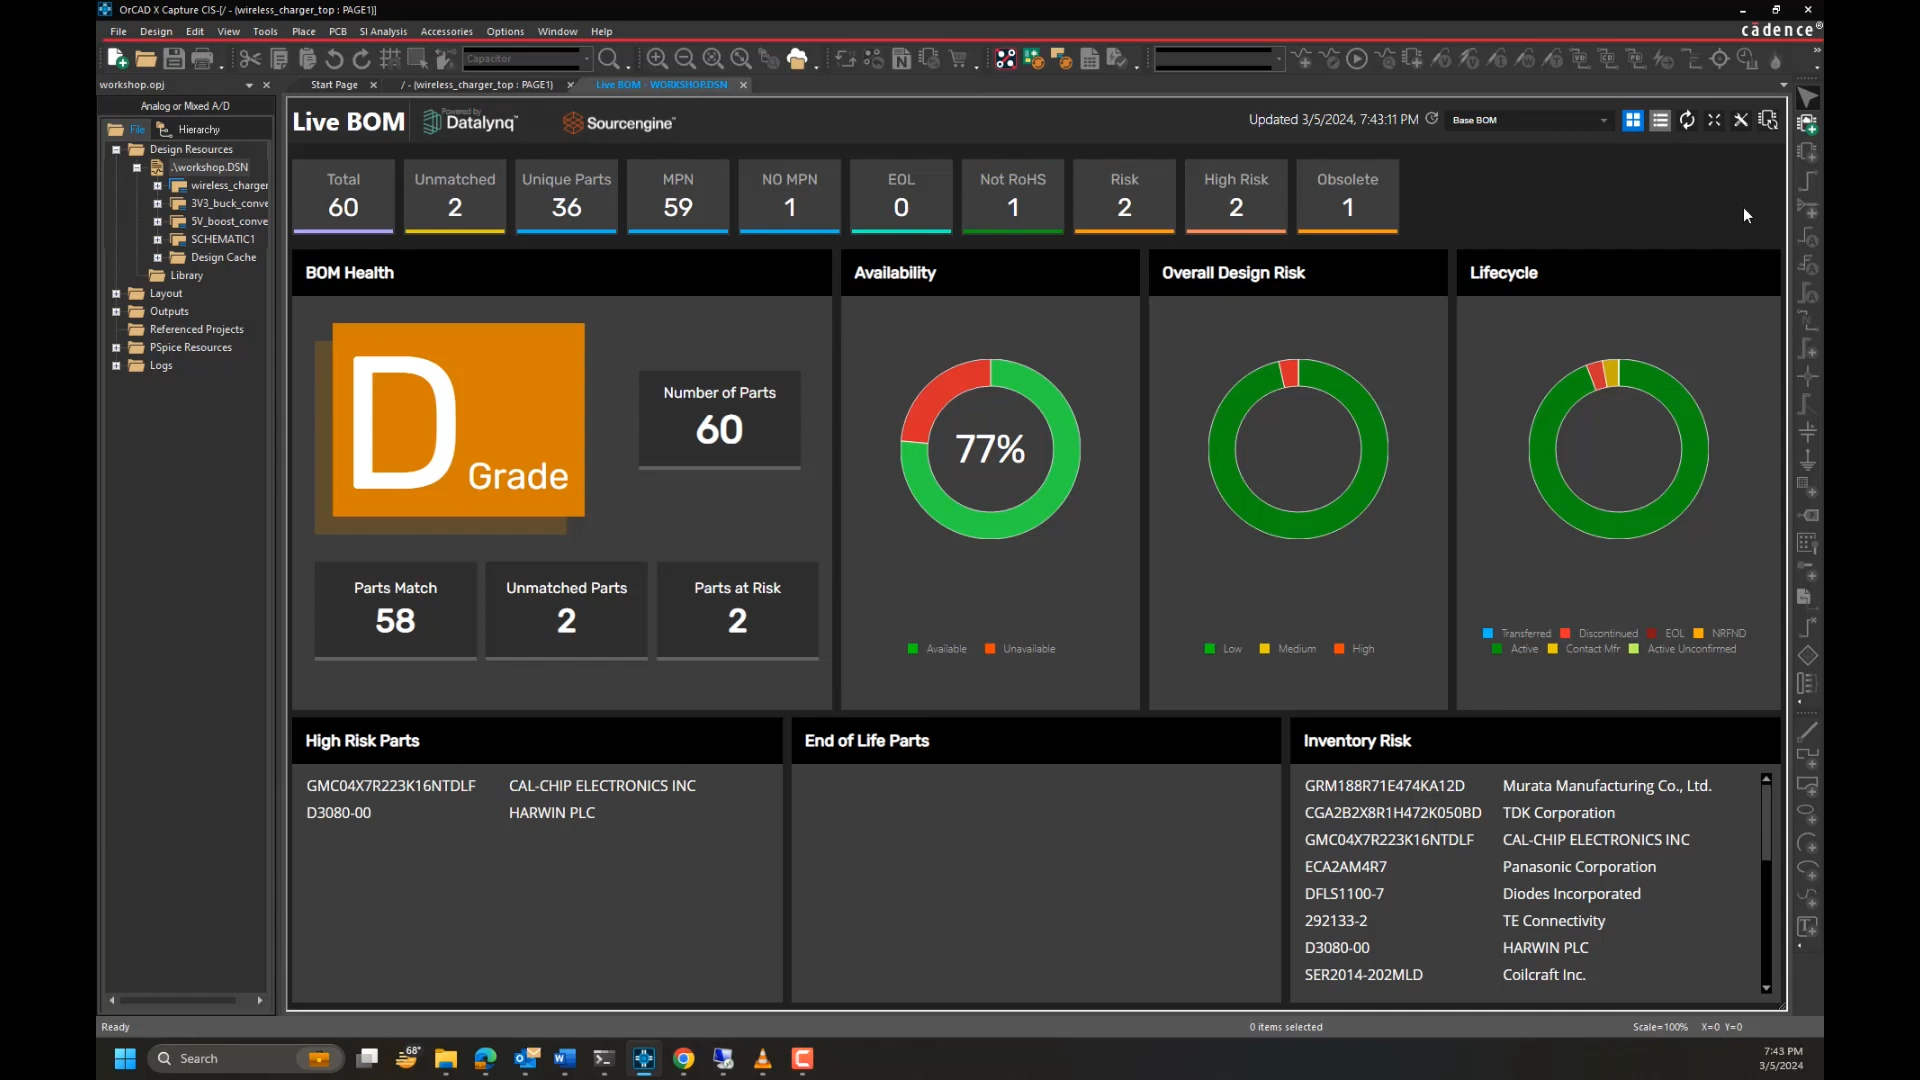 OrCAD X Capture CIS-[/ - (wireless_charger_top : PAGE1)]
File Design Edit View Tools Place PCB SI Analysis Accessories Options Window Help
cādence®
Capacitor
workshop.opj
Start Page / - (wireless_charger_top : PAGE1) Live BOM - WORKSHOP.DSN
Analog or Mixed A/D
File Hierarchy
Design Resources
.\workshop.DSN
wireless_charger
3V3_buck_conve
5V_boost_conve
SCHEMATIC1
Design Cache
Library
Layout
Outputs
Referenced Projects
PSpice Resources
Logs
Live BOM
Powered by
Datalynq™
Sourcengine™
Updated 3/5/2024, 7:43:11 PM
Base BOM
Total Unmatched Unique Parts MPN NO MPN EOL Not RoHS Risk High Risk Obsolete
60 2 36 59 1 0 1 2 2 1
BOM Health
D Grade
Number of Parts
60
Parts Match
58
Unmatched Parts
2
Parts at Risk
2
Availability
77%
Available Unavailable
Overall Design Risk
Low Medium High
Lifecycle
Transferred Discontinued EOL NRFND
Active Contact Mfr Active Unconfirmed
High Risk Parts
GMC04X7R223K16NTDLF CAL-CHIP ELECTRONICS INC
D3080-00 HARWIN PLC
End of Life Parts
Inventory Risk
GRM188R71E474KA12D Murata Manufacturing Co., Ltd.
CGA2B2X8R1H472K050BD TDK Corporation
GMC04X7R223K16NTDLF CAL-CHIP ELECTRONICS INC
ECA2AM4R7 Panasonic Corporation
DFLS1100-7 Diodes Incorporated
292133-2 TE Connectivity
D3080-00 HARWIN PLC
SER2014-202MLD Coilcraft Inc.
Ready
0 items selected
Scale=100% X=0 Y=0
Search
68°
7:43 PM
3/5/2024